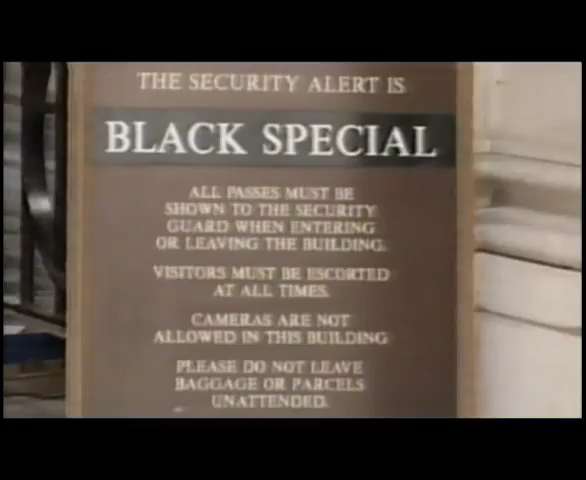 THE SECURITY ALERT IS
BLACK SPECIAL
ALL PASSES MUST BE
SHOWN TO THE SECURITY
GUARD WHEN ENTERING
OR LEAVING THE BUILDING.
VISITORS MUST BE ESCORTED
AT ALL TIMES.
CAMERAS ARE NOT
ALLOWED IN THIS BUILDING
PLEASE DO NOT LEAVE
BAGGAGE OR PARCELS
UNATTENDED.